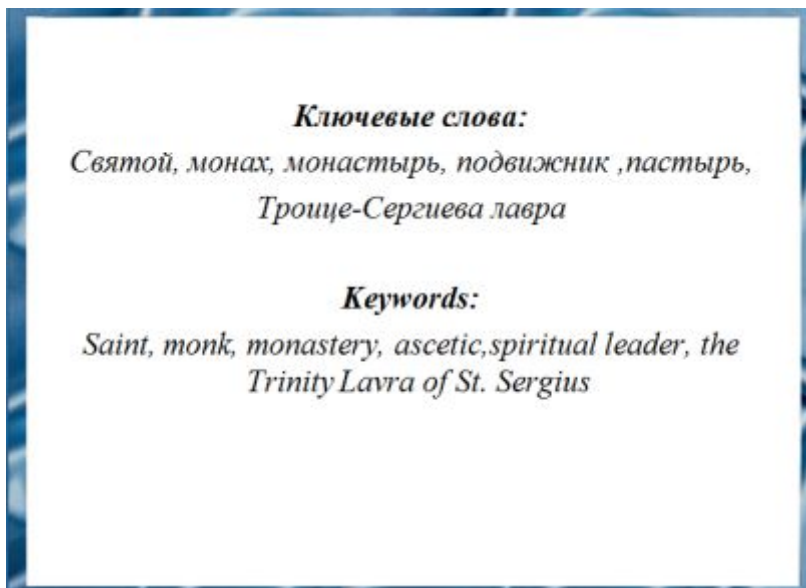 Ключевые слова:
Святой, монах, монастырь, подвижник ,пастырь,
Троице-Сергиева лавра
Keywords:
Saint, monk, monastery, ascetic,spiritual leader, the
Trinity Lavra of St. Sergius